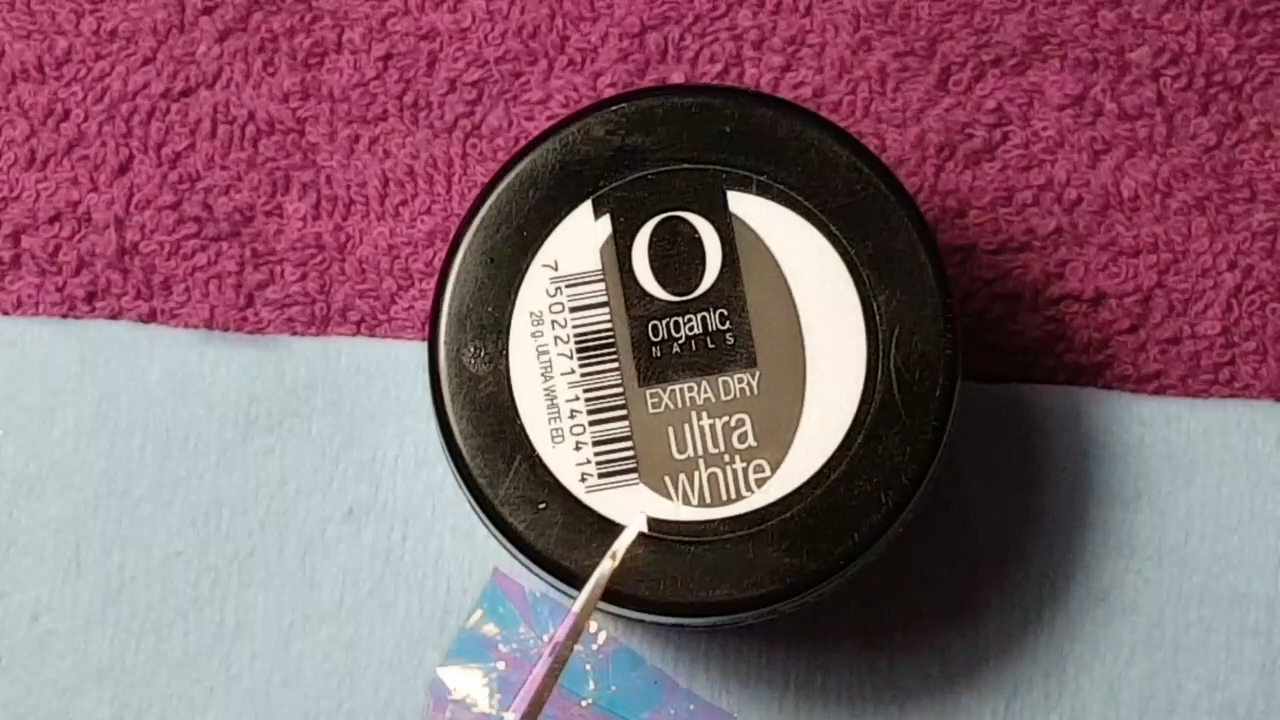 O
organic
NAILS
EXTRA DRY
ultra
white
7 502271 140414
28 g. ULTRA WHITE ED.